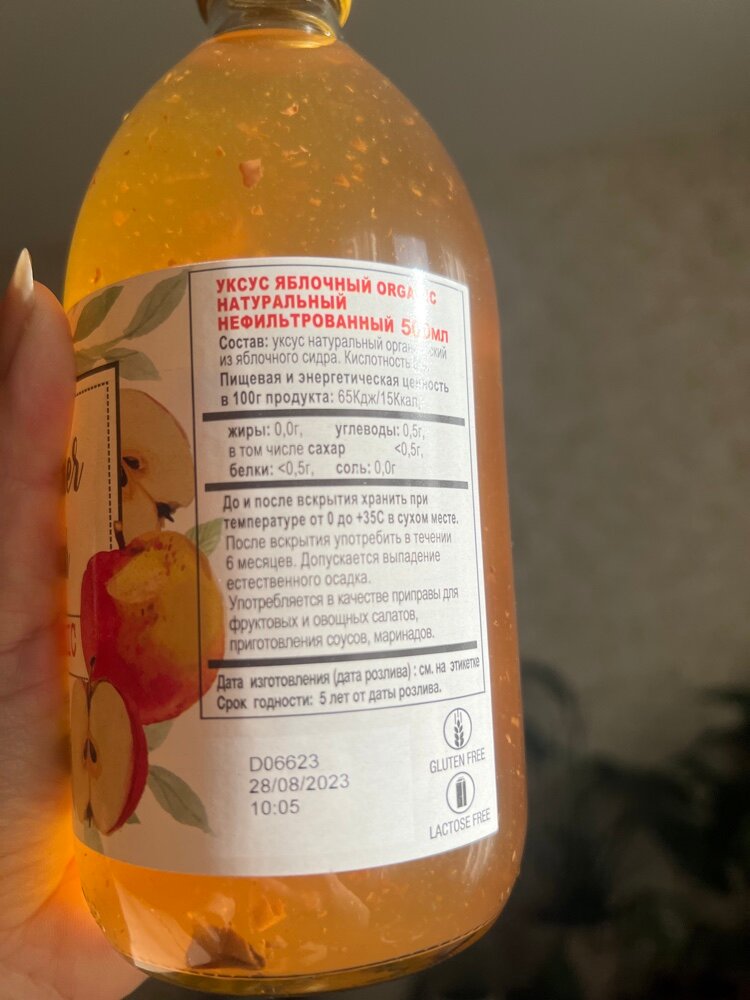 УКСУС ЯБЛОЧНЫЙ
НАТУРАЛЬНЫЙ
НЕФИЛЬТРОВАННЫЙ
Состав: уксус натуральный
из яблочного сидра. Кислотность
Пищевая и энергетическая ценность
в 100г продукта: 65Кдж/15Ккал,
жиры: 0,0г, углеводы: 0,5г,
в том числе сахар <0,5г,
белки: <0,5г, соль: 0,0г
До и после вскрытия хранить при
температуре от 0 до +35С в сухом месте.
После вскрытия употребить в течении
6 месяцев. Допускается выпадение
естественного осадка.
Употребляется в качестве приправы для
фруктовых и овощных салатов,
приготовления соусов, маринадов.
Дата изготовления (дата розлива) : см. на этикетке
Срок годности: 5 лет от даты розлива.
D06623
28/08/2023
10:05
GLUTEN FREE
LACTOSE FREE